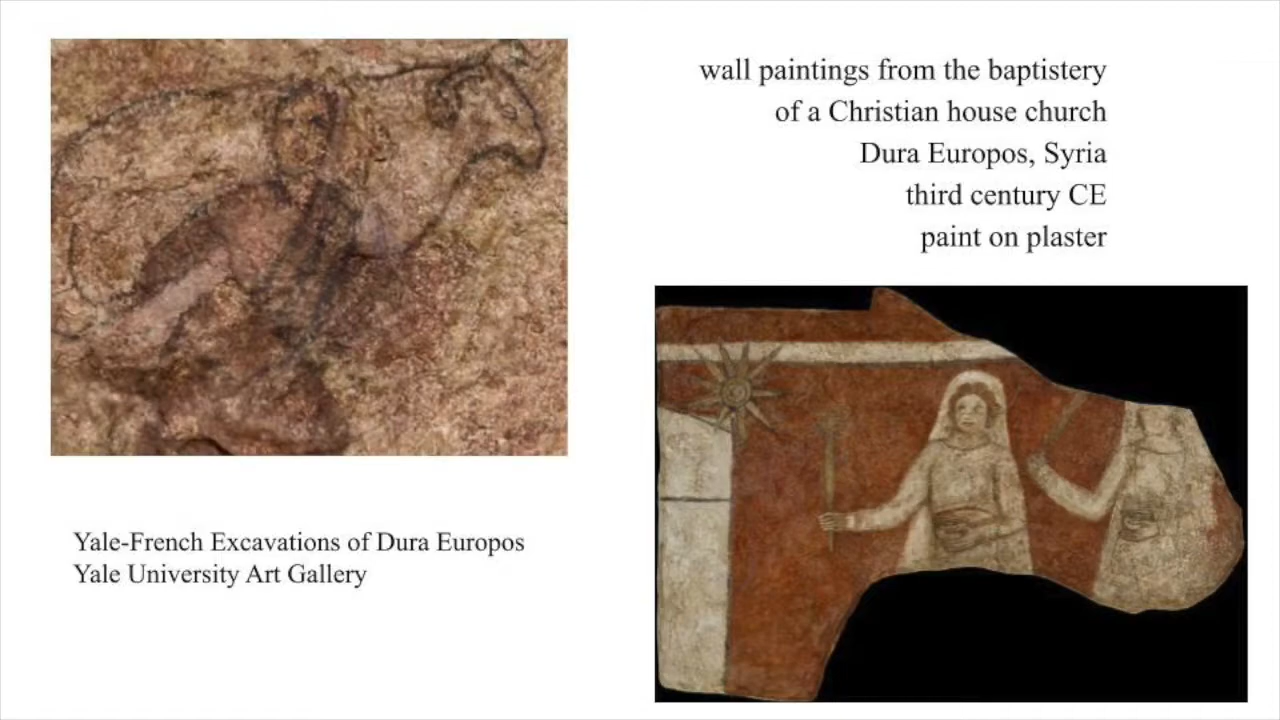 wall paintings from the baptistery
of a Christian house church
Dura Europos, Syria
third century CE
paint on plaster
Yale-French Excavations of Dura Europos
Yale University Art Gallery